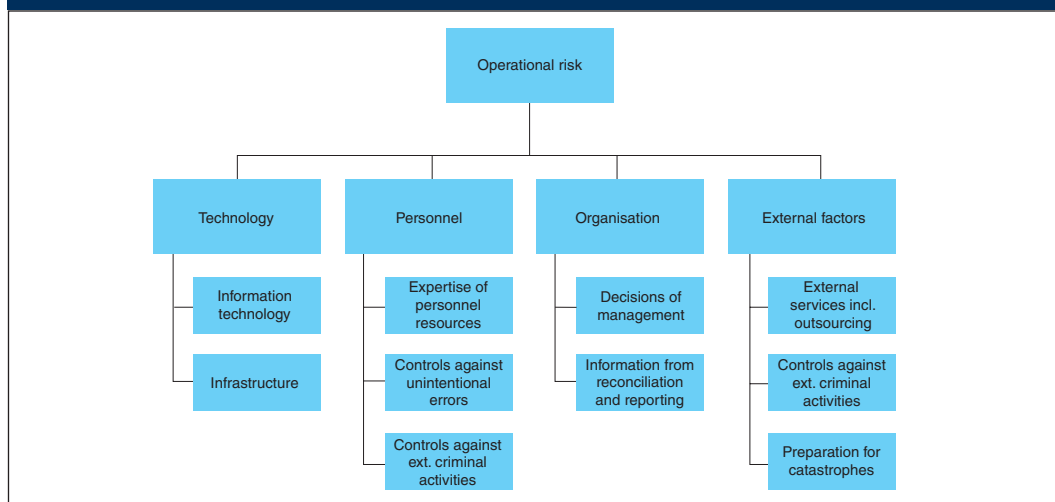 Operational risk
Technology
Personnel
Organisation
External factors
Information
technology
Infrastructure
Expertise of
personnel
resources
Controls against
unintentional
errors
Controls against
ext. criminal
activities
Decisions of
management
Information from
reconciliation
and reporting
External
services incl.
outsourcing
Controls against
ext. criminal
activities
Preparation for
catastrophes